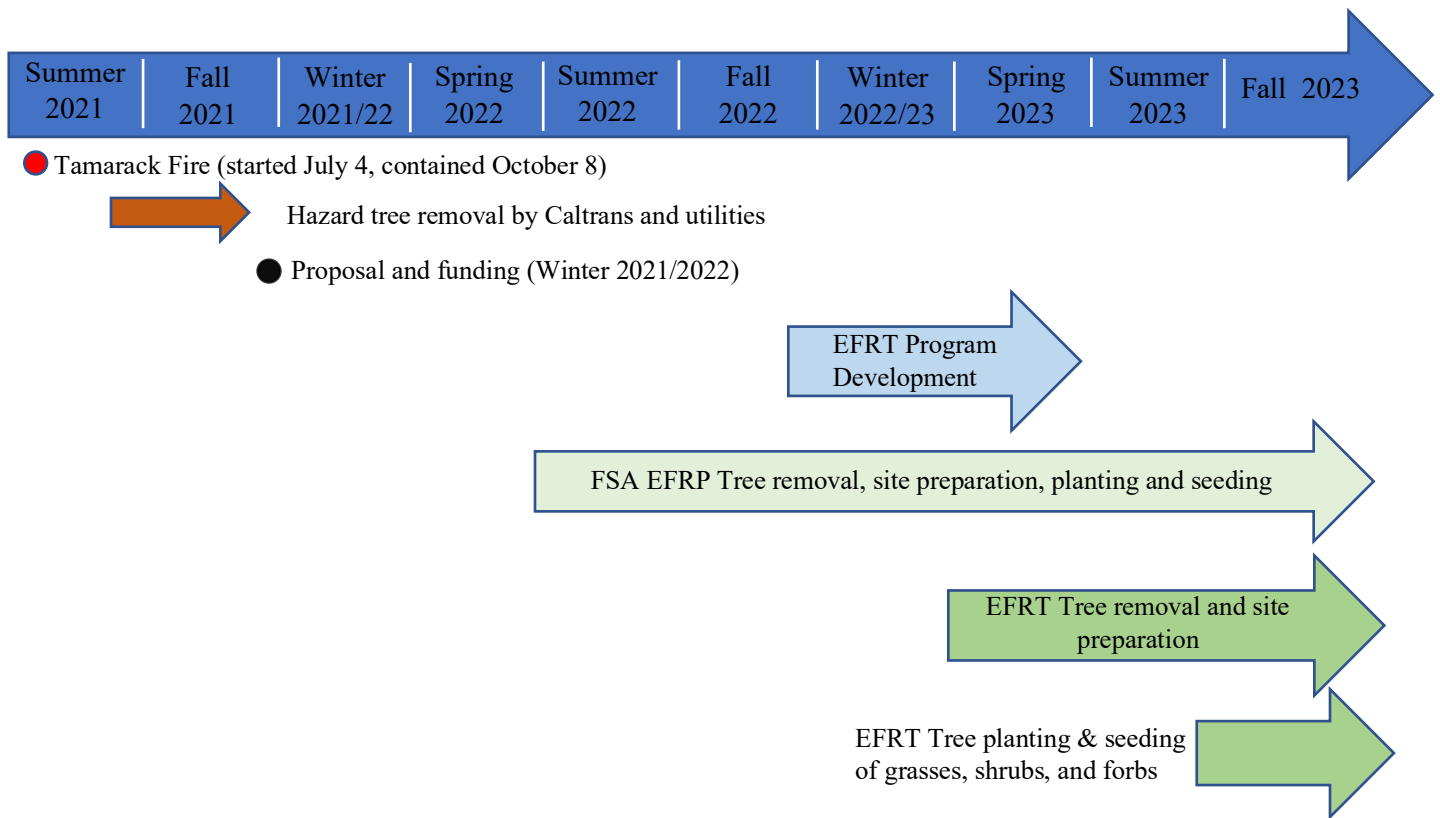 Summer
2021
Fall
2021
Winter
2021/22
Spring
2022
Summer
2022
Fall
2022
Winter
2022/23
Spring
2023
Summer
2023
Fall 2023
Tamarack Fire (started July 4, contained October 8)
Hazard tree removal by Caltrans and utilities
Proposal and funding (Winter 2021/2022)
EFRT Program
Development
FSA EFRP Tree removal, site preparation, planting and seeding
EFRT Tree removal and site
preparation
EFRT Tree planting & seeding
of grasses, shrubs, and forbs